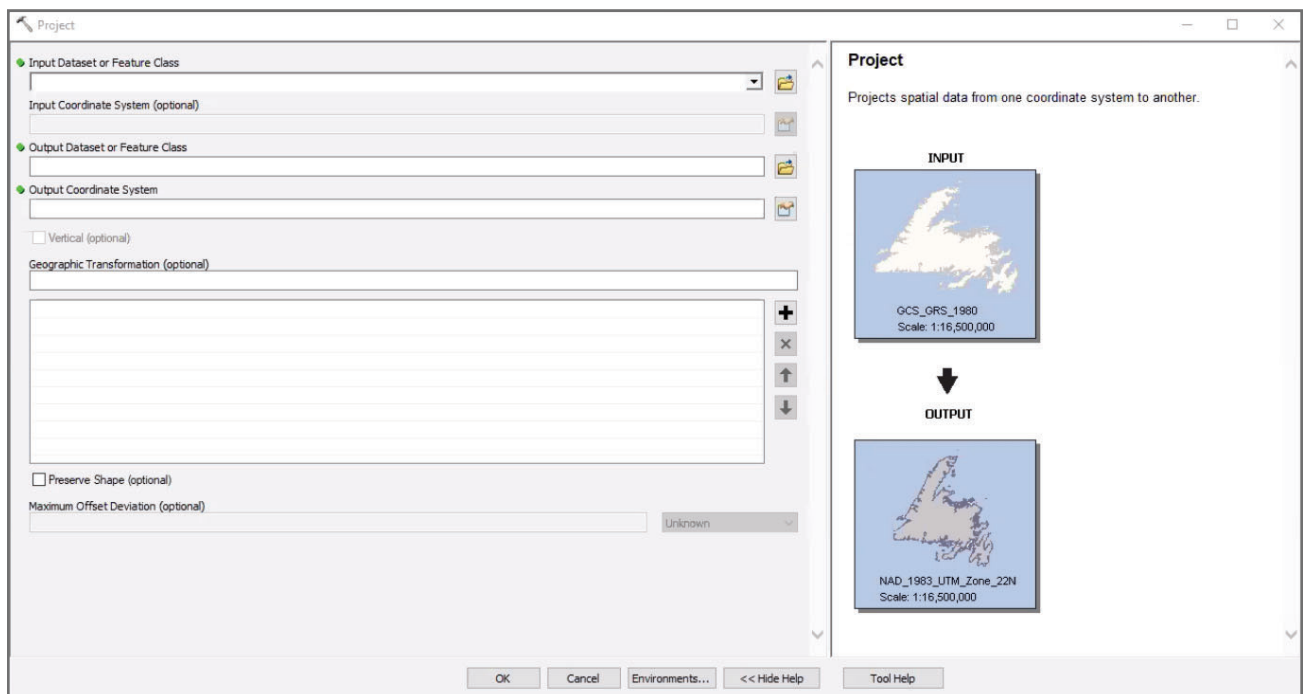 Project
Input Dataset or Feature Class
Input Coordinate System (optional)
Output Dataset or Feature Class
Output Coordinate System
Vertical (optional)
Geographic Transformation (optional)
Preserve Shape (optional)
Maximum Offset Deviation (optional)
Unknown
Project
Projects spatial data from one coordinate system to another.
INPUT
GCS_GRS_1980
Scale: 1:16,500,000
OUTPUT
NAD_1983_UTM_Zone_22N
Scale: 1:16,500,000
OK Cancel Environments... << Hide Help Tool Help